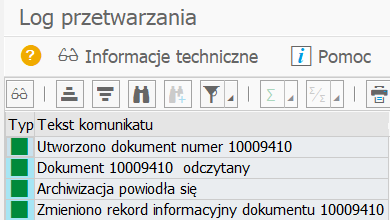 Log przetwarzania
? Informacje techniczne i Pomoc
Typ Tekst komunikatu
Utworzono dokument numer 10009410
Dokument 10009410 odczytany
Archiwizacja powiodła się
Zmieniono rekord informacyjny dokumentu 10009410